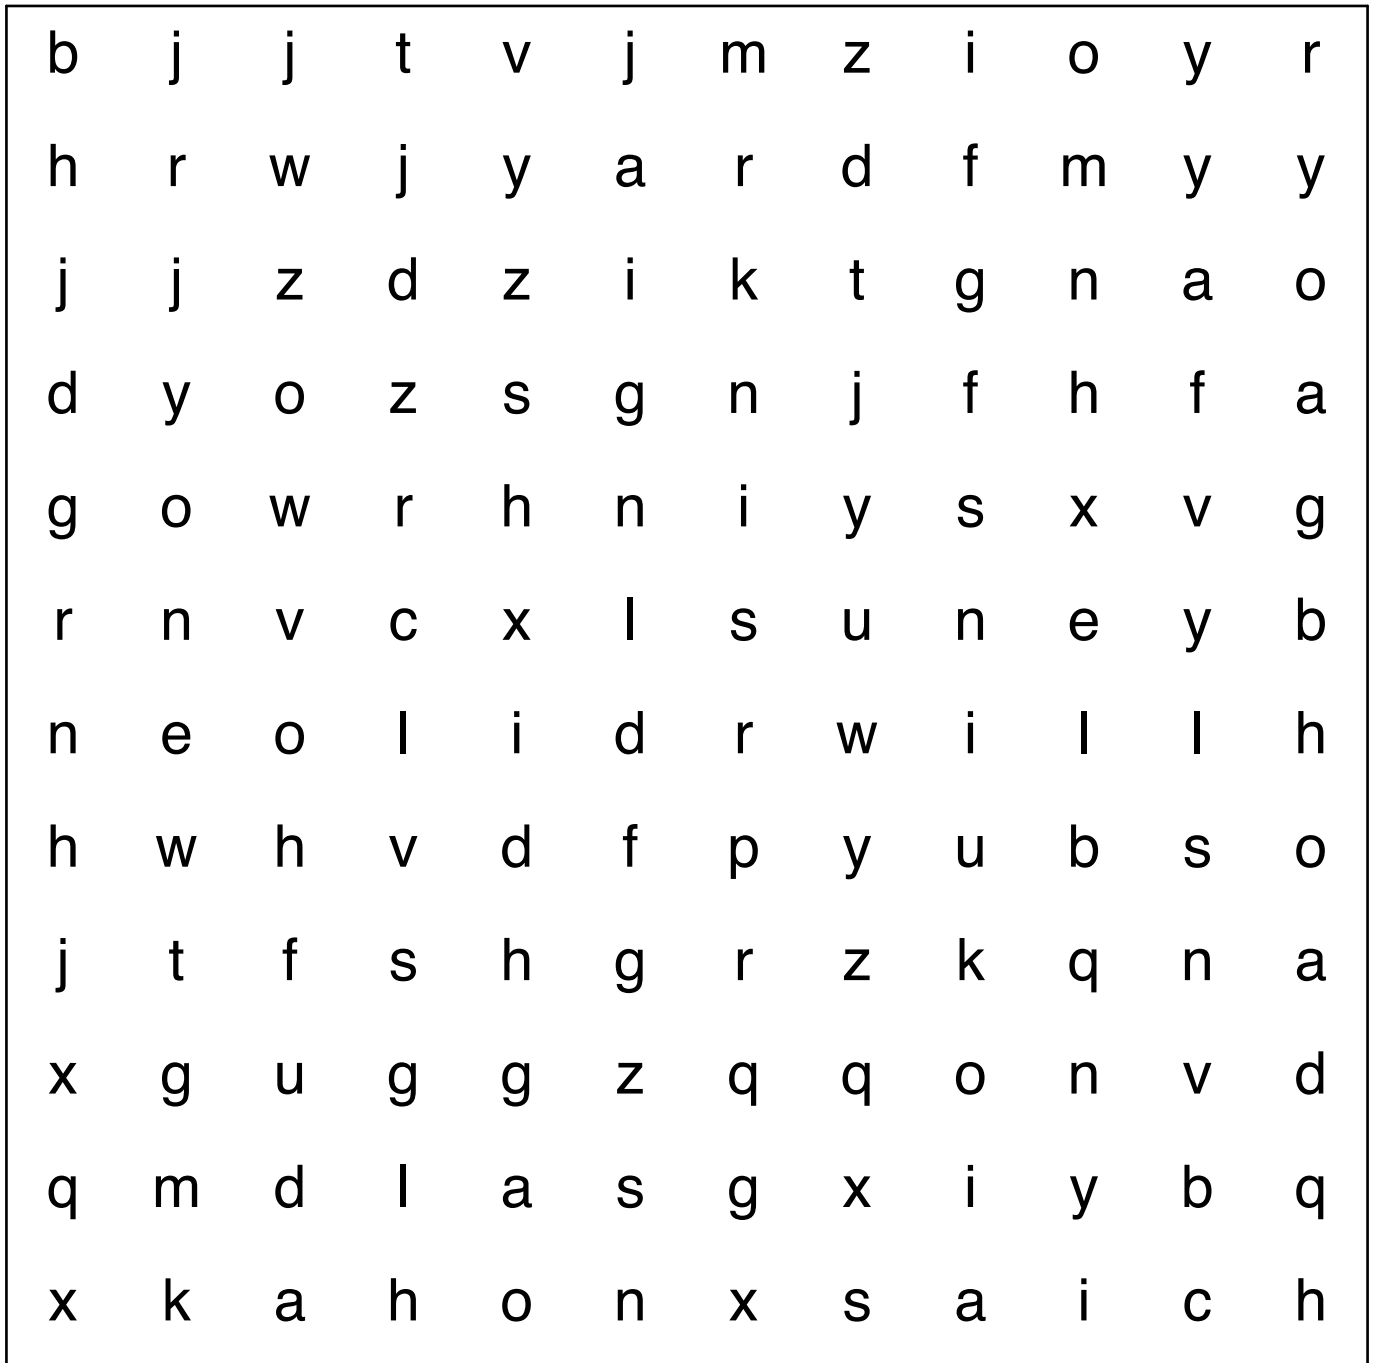 b j j t v j m z i o y r
h r w j y a r d f m y y
j j z d z i k t g n a o
d y o z s g n j f h f a
g o w r h n i y s x v g
r n v c x l s u n e y b
n e o l i d r w i l l h
h w h v d f p y u b s o
j t f s h g r z k q n a
x g u g g z q q o n v d
q m d l a s g x i y b q
x k a h o n x s a i c h